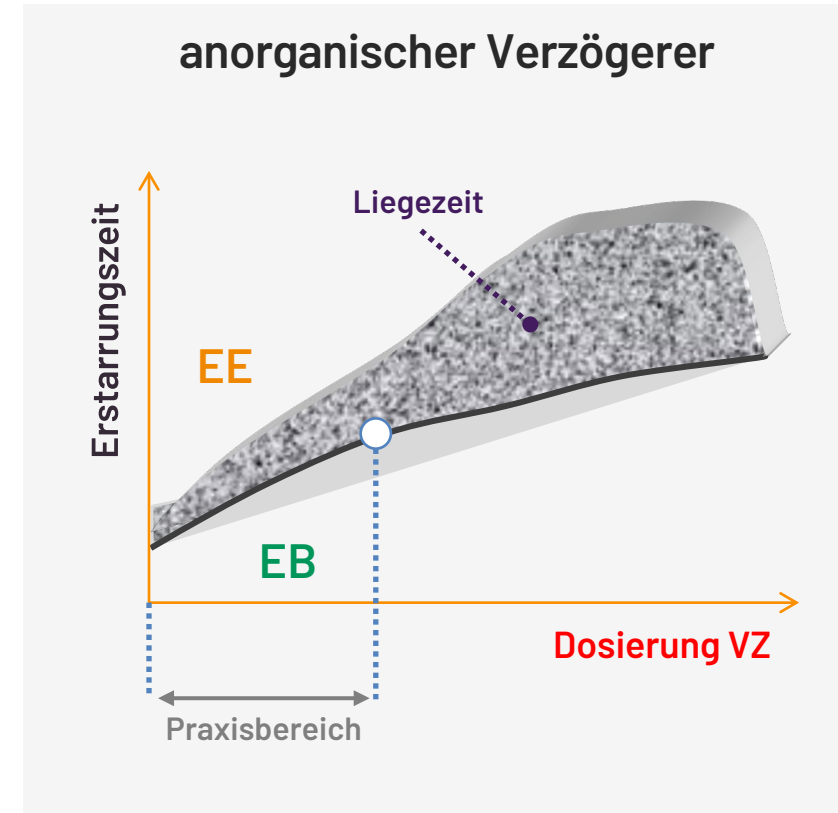 anorganischer Verzögerer
Liegezeit
Erstarrungszeit
EE
EB
Dosierung VZ
Praxisbereich